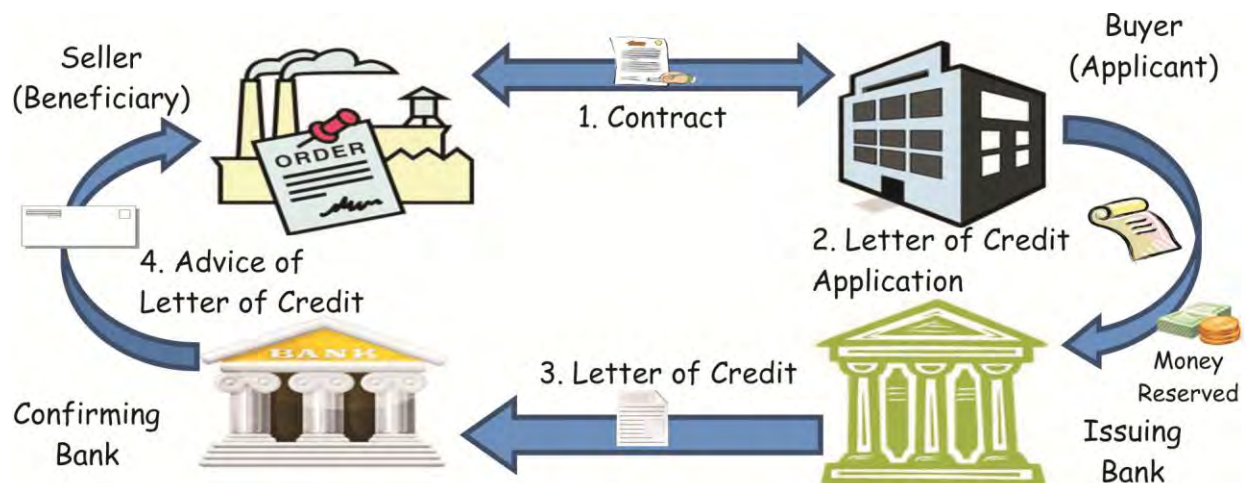 Seller
(Beneficiary)
ORDER
1. Contract
Buyer
(Applicant)
2. Letter of Credit
Application
Money
Reserved
Issuing
Bank
3. Letter of Credit
BANK
Confirming
Bank
4. Advice of
Letter of Credit